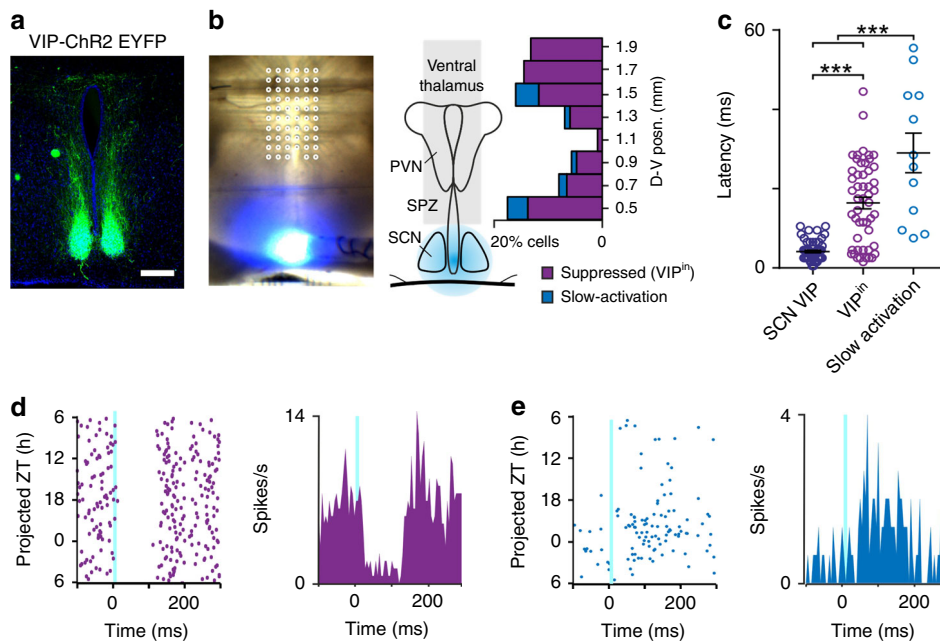 a
VIP-ChR2 EYFP
b
Ventral
thalamus
PVN
SPZ
SCN
1.9
1.7
1.5
1.3
1.1
0.9
0.7
0.5
D-V posn. (mm)
20% cells
0
Suppressed (VIPⁱⁿ)
Slow-activation
c
***
***
60
0
Latency (ms)
SCN VIP
VIPⁱⁿ
Slow activation
d
Projected ZT (h)
6
12
18
0
6
0
200
Time (ms)
Spikes/s
14
0
0
200
Time (ms)
e
Projected ZT (h)
6
12
18
0
6
0
200
Time (ms)
Spikes/s
4
0
0
200
Time (ms)